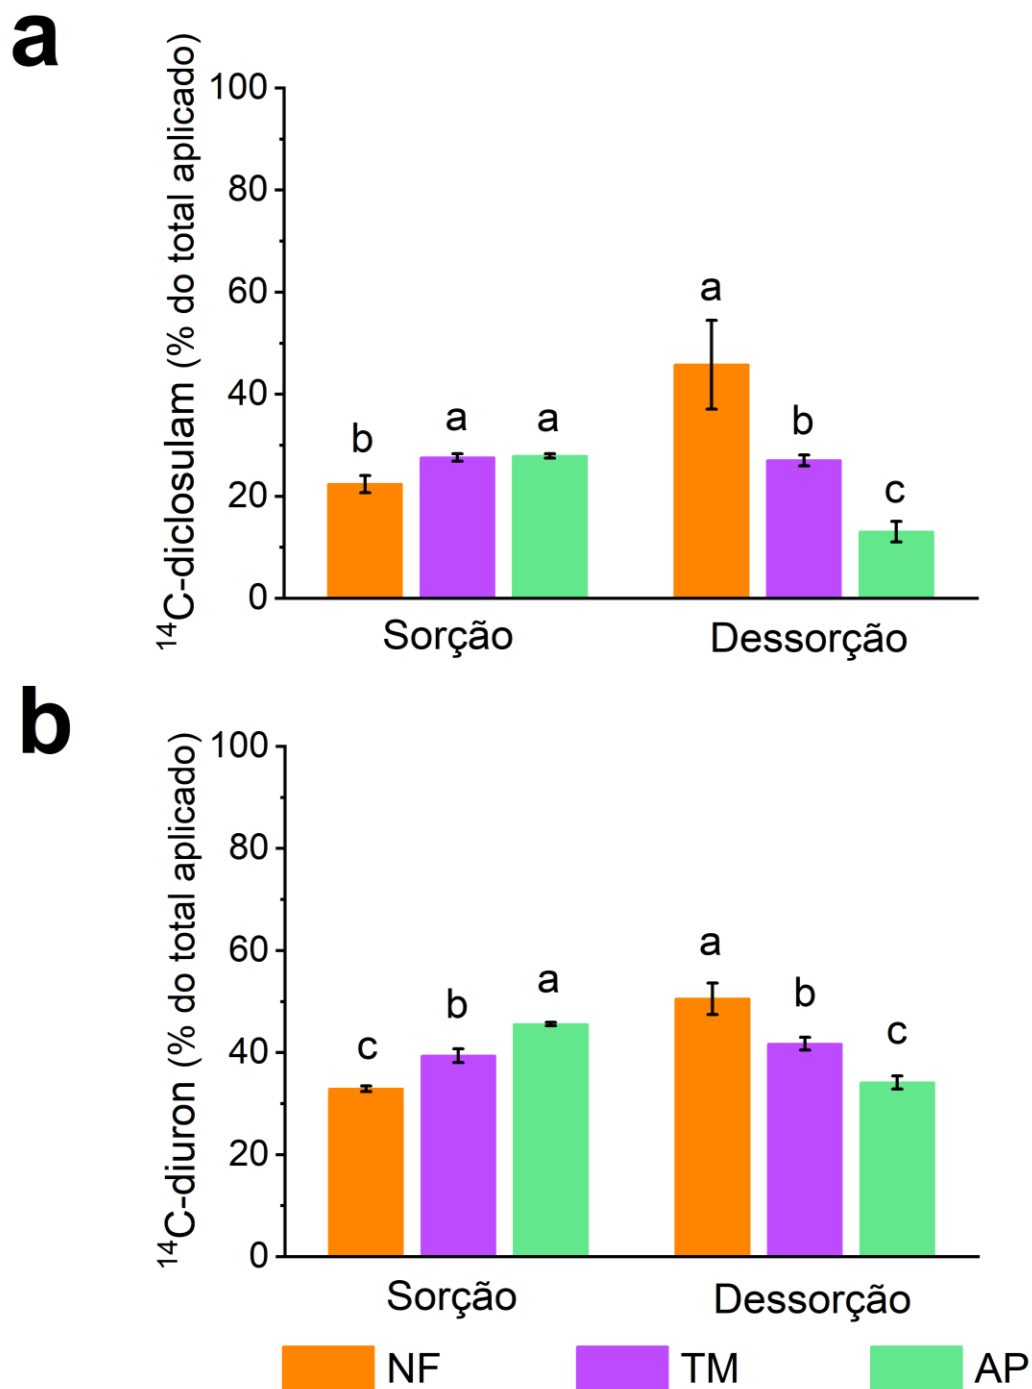 a
¹⁴C-diclosulam (% do total aplicado)
100
80
60
40
20
0
b
a
a
a
b
c
Sorção
Dessorção
b
¹⁴C-diuron (% do total aplicado)
100
80
60
40
20
0
c
b
a
a
b
c
Sorção
Dessorção
NF
TM
AP